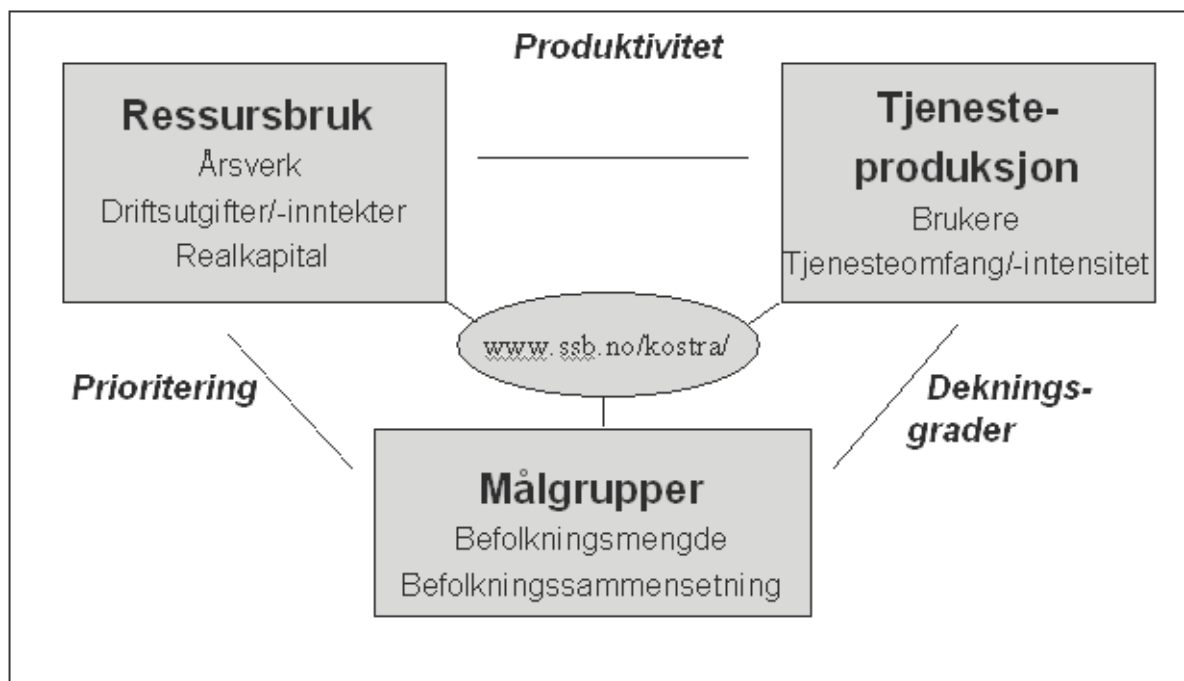 Produktivitet
Ressursbruk
Årsverk
Driftsutgifter/-inntekter
Realkapital
Tjeneste-
produksjon
Brukere
Tjenesteomfang/-intensitet
www.ssb.no/kostra/
Prioritering
Deknings-
grader
Målgrupper
Befolkningsmengde
Befolkningssammensetning